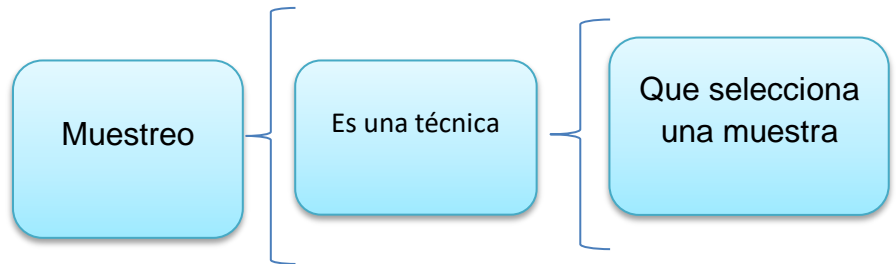 Muestreo
Es una técnica
Que selecciona
una muestra